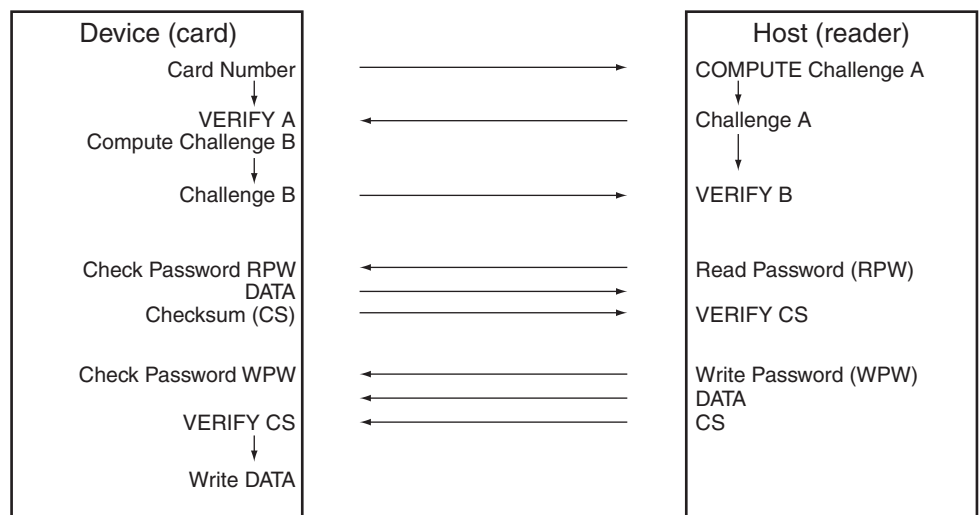 Device (card)
Card Number
VERIFY A
Compute Challenge B
Challenge B
Check Password RPW
DATA
Checksum (CS)
Check Password WPW
VERIFY CS
Write DATA
Host (reader)
COMPUTE Challenge A
Challenge A
VERIFY B
Read Password (RPW)
VERIFY CS
Write Password (WPW)
DATA
CS